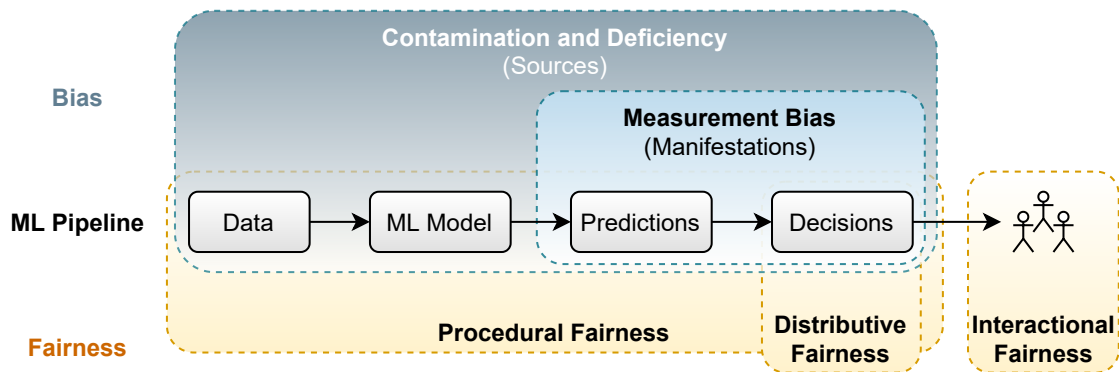 Contamination and Deficiency
(Sources)
Bias
Measurement Bias
(Manifestations)
ML Pipeline
Data
ML Model
Predictions
Decisions
Fairness
Procedural Fairness
Distributive
Fairness
Interactional
Fairness